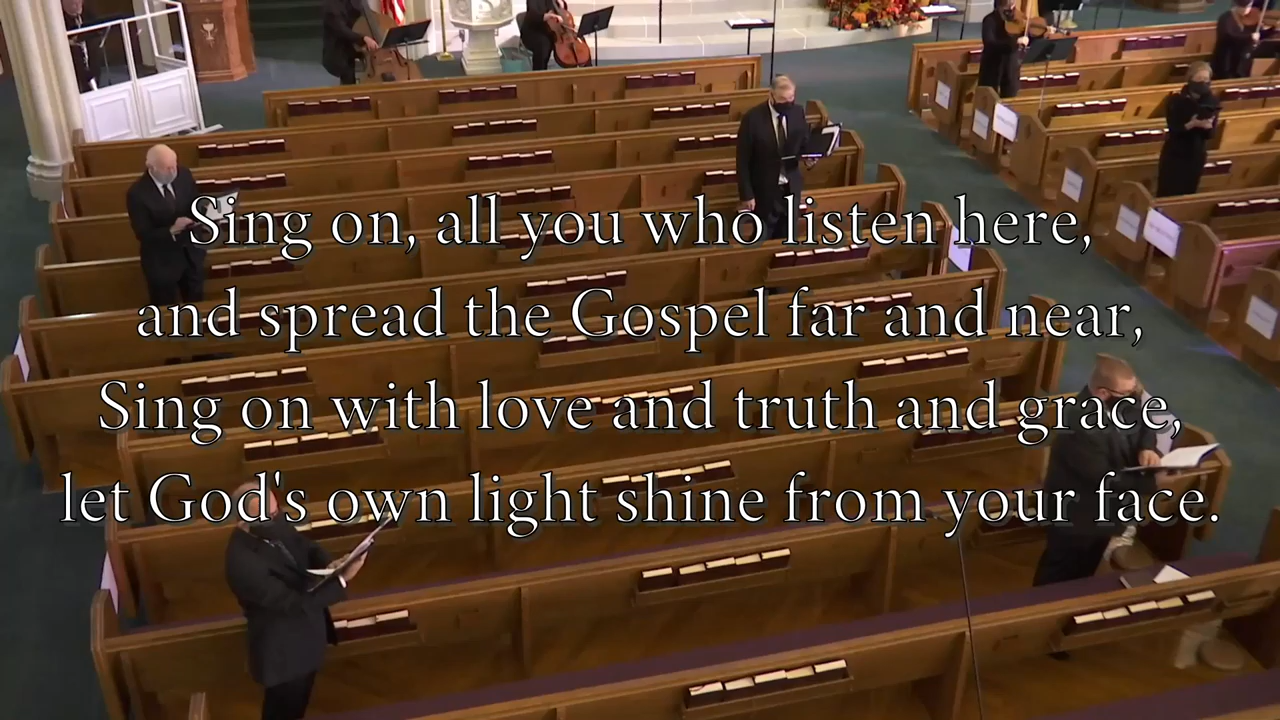 Sing on, all you who listen here,
and spread the Gospel far and near,
Sing on with love and truth and grace,
let God's own light shine from your face.